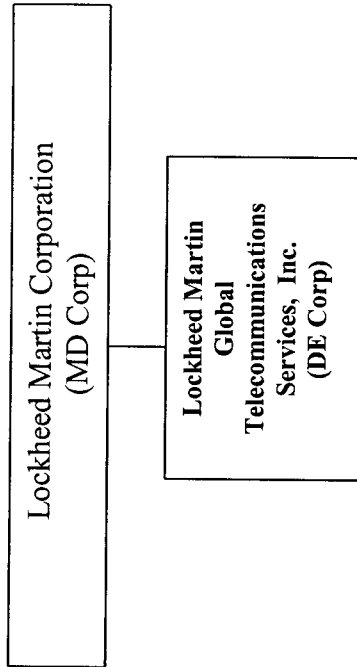 Lockheed Martin Corporation
(MD Corp)
Lockheed Martin
Global
Telecommunications
Services, Inc.
(DE Corp)